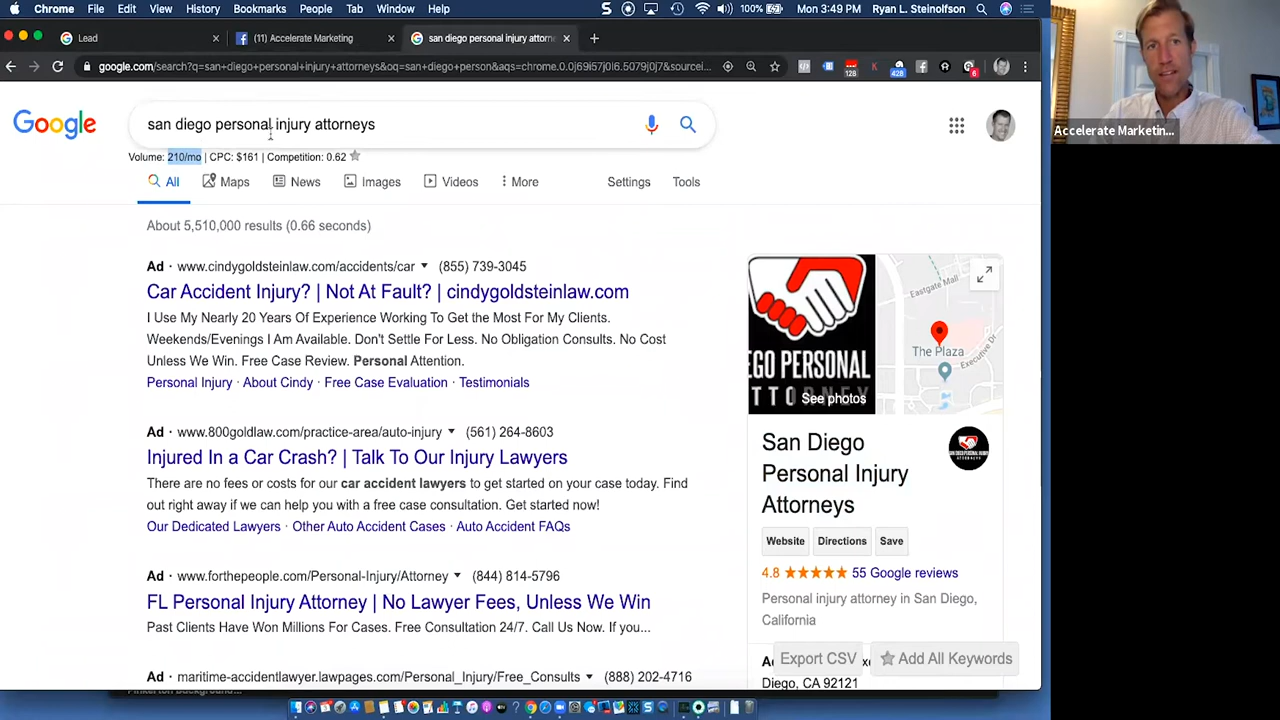 Chrome File Edit View History Bookmarks People Tab Window Help
100%
Mon 3:49 PM Ryan L. Steinolfson
Lead
(11) Accelerate Marketing
san diego personal injury attorn
google.com/search?q=san+diego+personal+injury+attorneys&oq=san+diego+person&aqs=chrome.0.0j69i57j0l6.5079j0j7&sourcei...
128
428
6
Google
san diego personal injury attorneys
Volume: 210/mo | CPC: $161 | Competition: 0.62
All Maps News Images Videos More Settings Tools
About 5,510,000 results (0.66 seconds)
Ad · www.cindygoldsteinlaw.com/accidents/car (855) 739-3045
Car Accident Injury? | Not At Fault? | cindygoldsteinlaw.com
I Use My Nearly 20 Years Of Experience Working To Get the Most For My Clients.
Weekends/Evenings I Am Available. Don't Settle For Less. No Obligation Consults. No Cost
Unless We Win. Free Case Review. Personal Attention.
Personal Injury · About Cindy · Free Case Evaluation · Testimonials
Ad · www.800goldlaw.com/practice-area/auto-injury (561) 264-8603
Injured In a Car Crash? | Talk To Our Injury Lawyers
There are no fees or costs for our car accident lawyers to get started on your case today. Find
out right away if we can help you with a free case consultation. Get started now!
Our Dedicated Lawyers · Other Auto Accident Cases · Auto Accident FAQs
Ad · www.forthepeople.com/Personal-Injury/Attorney (844) 814-5796
FL Personal Injury Attorney | No Lawyer Fees, Unless We Win
Past Clients Have Won Millions For Cases. Free Consultation 24/7. Call Us Now. If you...
Ad · maritime-accidentlawyer.lawpages.com/Personal_Injury/Free_Consults (888) 202-4716
EGO PERSONAL
TTO
See photos
Eastgate Mall
The Plaza
Executive Dr
San Diego
Personal Injury
Attorneys
Website Directions Save
4.8 55 Google reviews
Personal injury attorney in San Diego,
California
Export CSV
Add All Keywords
Diego, CA 92121
Accelerate Marketin...